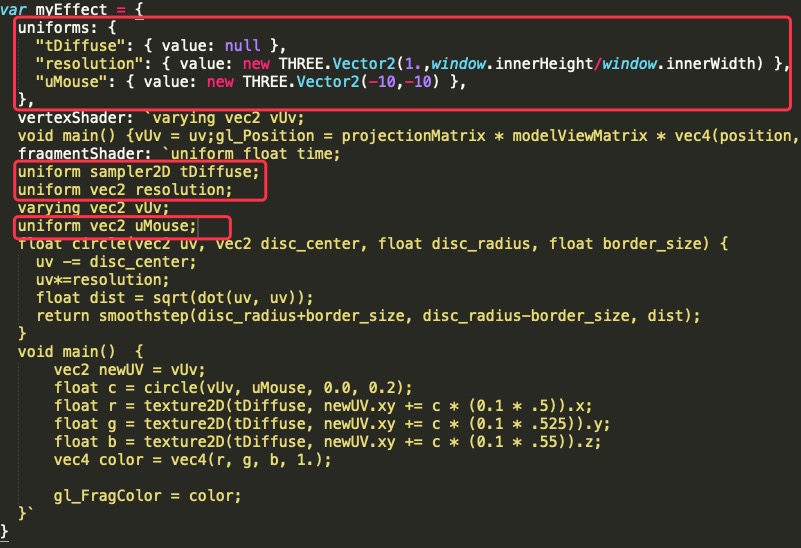 var myEffect = {
  uniforms: {
    "tDiffuse": { value: null },
    "resolution": { value: new THREE.Vector2(1.,window.innerHeight/window.innerWidth) },
    "uMouse": { value: new THREE.Vector2(-10,-10) },
  },
  vertexShader: `varying vec2 vUv;
  void main() {vUv = uv;gl_Position = projectionMatrix * modelViewMatrix * vec4(position,
  fragmentShader: `uniform float time;
  uniform sampler2D tDiffuse;
  uniform vec2 resolution;
  varying vec2 vUv;
  uniform vec2 uMouse;
  float circle(vec2 uv, vec2 disc_center, float disc_radius, float border_size) {
    uv -= disc_center;
    uv*=resolution;
    float dist = sqrt(dot(uv, uv));
    return smoothstep(disc_radius+border_size, disc_radius-border_size, dist);
  }
  void main()  {
      vec2 newUV = vUv;
      float c = circle(vUv, uMouse, 0.0, 0.2);
      float r = texture2D(tDiffuse, newUV.xy += c * (0.1 * .5)).x;
      float g = texture2D(tDiffuse, newUV.xy += c * (0.1 * .525)).y;
      float b = texture2D(tDiffuse, newUV.xy += c * (0.1 * .55)).z;
      vec4 color = vec4(r, g, b, 1.);

      gl_FragColor = color;
  }`
}